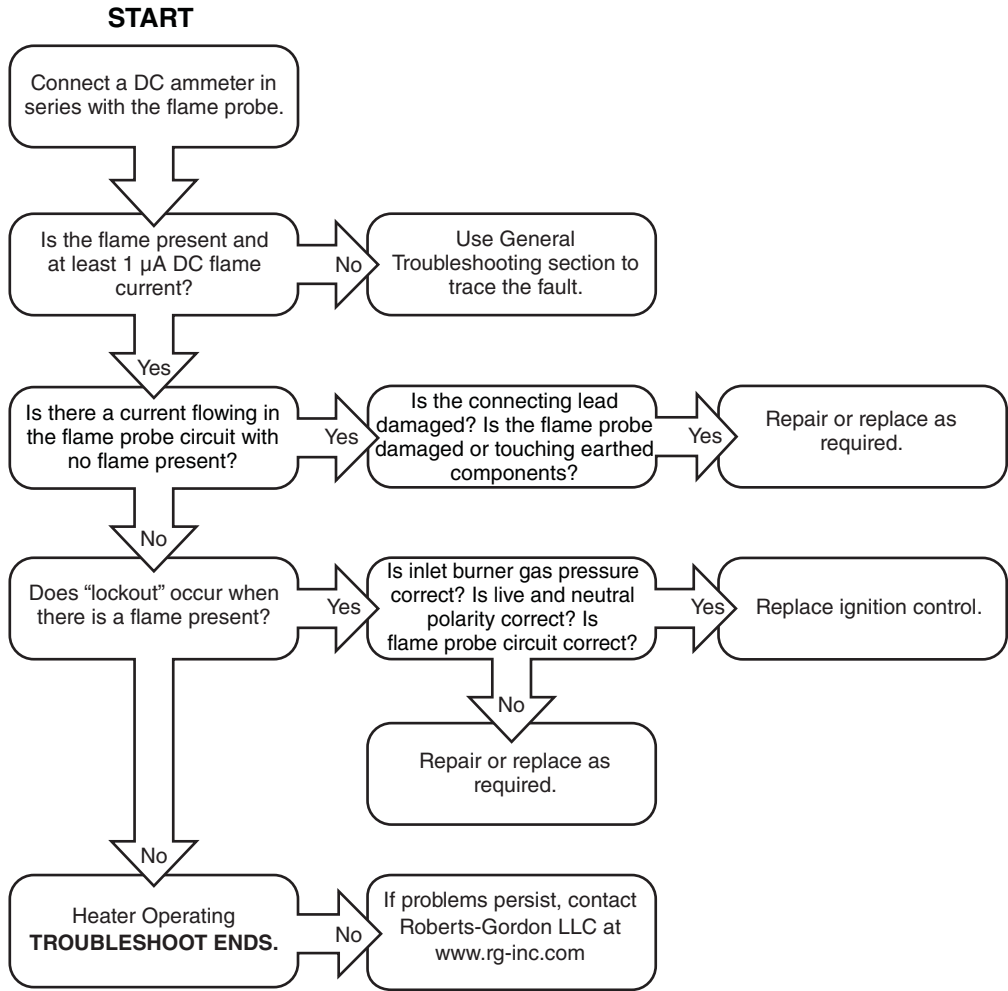 START
Connect a DC ammeter in
series with the flame probe.
Is the flame present and
at least 1 µA DC flame
current?
No
Use General
Troubleshooting section to
trace the fault.
Yes
Is there a current flowing in
the flame probe circuit with
no flame present?
Yes
Is the connecting lead
damaged? Is the flame probe
damaged or touching earthed
components?
Yes
Repair or replace as
required.
No
Does “lockout” occur when
there is a flame present?
Yes
Is inlet burner gas pressure
correct? Is live and neutral
polarity correct? Is
flame probe circuit correct?
Yes
Replace ignition control.
No
Repair or replace as
required.
No
Heater Operating
TROUBLESHOOT ENDS.
No
If problems persist, contact
Roberts-Gordon LLC at
www.rg-inc.com